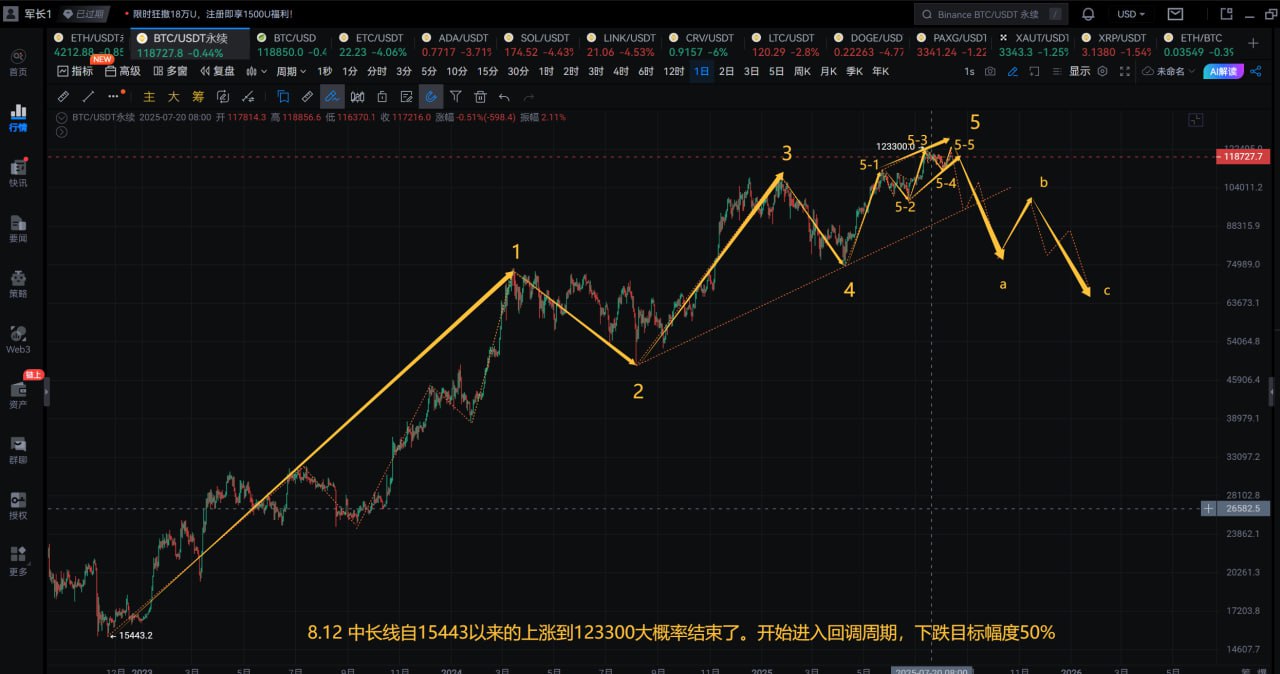 军长1 已过期 限时狂撒18万U，注册即享1500U福利！ Binance BTC/USDT 永续 / USD
ETH/USDT永 BTC/USDT永续 BTC/USD ETC/USDT ADA/USDT SOL/USDT LINK/USDT CRV/USDT LTC/USDT DOGE/USD PAXG/USD1 XAUT/USD1 XRP/USDT ETH/BTC
4212.88 -0.85 118727.8 -0.44% 118850.0 -0.4 22.23 -4.06% 0.7717 -3.71% 174.52 -4.43% 21.06 -4.53% 0.9157 -6% 120.29 -2.8% 0.22263 -4.77 3341.24 -1.22 3343.3 -1.25% 3.1380 -1.54% 0.03549 -0.39
NEW
指标 高级 多窗 复盘 周期 1秒 1分 分时 3分 5分 10分 15分 30分 1时 2时 3时 4时 6时 12时 1日 2日 3日 5日 周K 月K 季K 年K 1s 显示 未命名 AI解读
主 大 筹
BTC/USDT永续 2025-07-20 08:00 开 117814.3 高 118856.6 低 116370.1 收 117216.0 涨幅 -0.51%(-598.4) 振幅 2.11%
首页
行情
快讯
要闻
策略
Web3
链上
资产
群聊
授权
更多
5
5-3
123300.0
5-5
3
5-1
5-4
b
5-2
1
4
a
c
2
15443.2
118727.7
104011.2
88315.9
74989.0
63673.1
54064.8
45906.4
38979.1
33097.2
28102.8
26582.5
23862.1
20261.3
17203.8
14607.7
8.12 中长线自15443以来的上涨到123300大概率结束了。开始进入回调周期，下跌目标幅度50%
12月 2023 3月 5月 7月 9月 11月 2024 3月 5月 7月 9月 11月 2025 3月 5月 2025-07-20 08:00 11月 2026 3月 5月